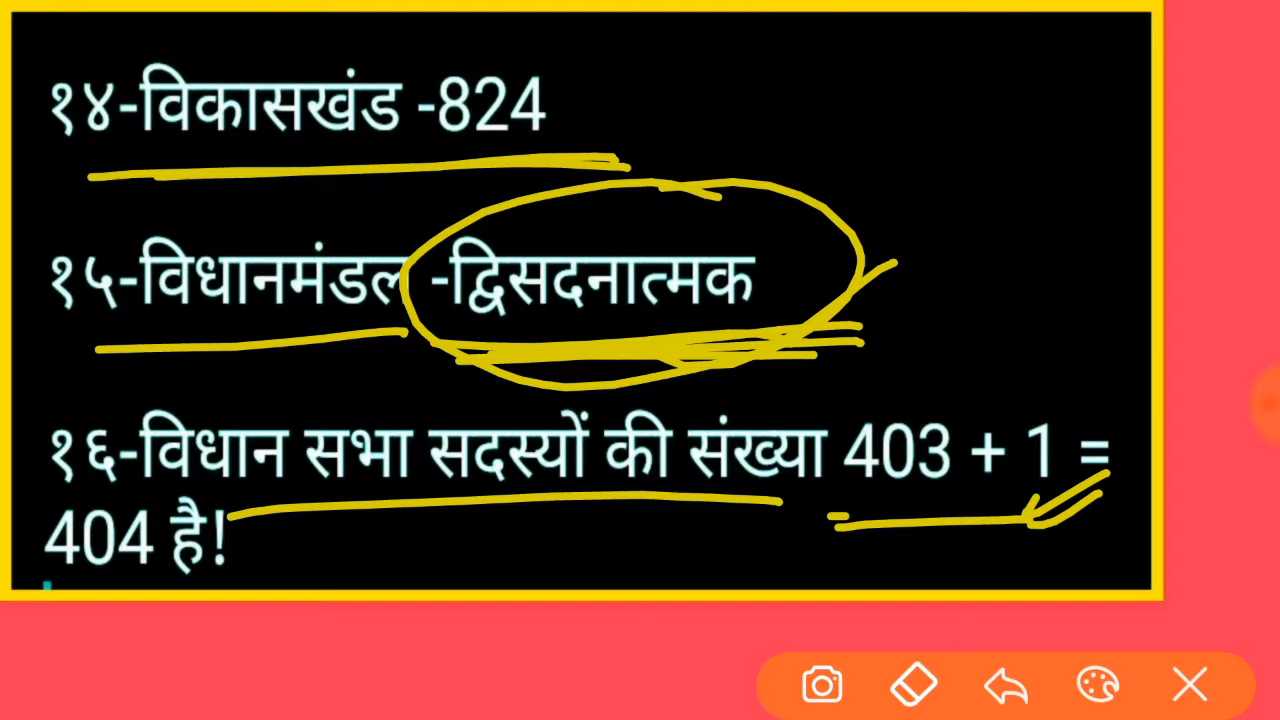 १४-विकासखंड -824
१५-विधानमंडल -द्विसदनात्मक
१६-विधान सभा सदस्यों की संख्या 403 + 1 =
404 है!